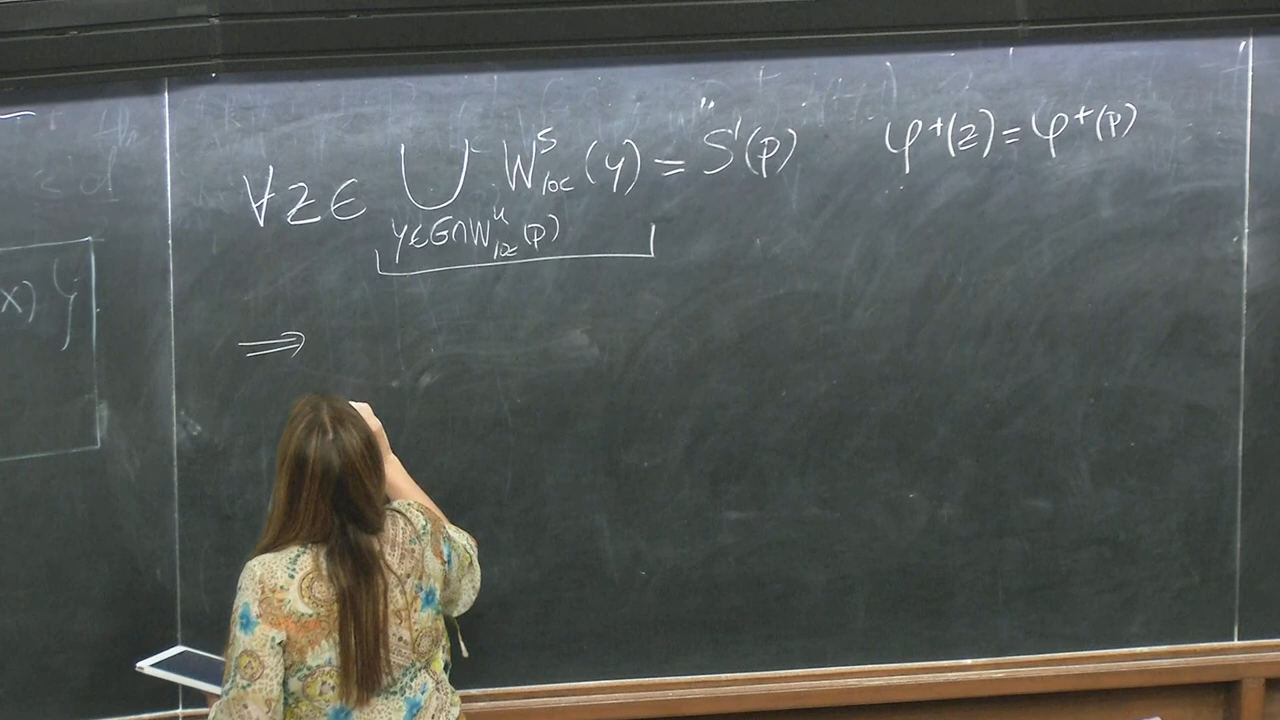 ∀z∈ ⋃ W^s_loc(y) = S'(p) φ⁺(z) = φ⁺(p)
y∈G∩W^u_loc(p)
x) y
⇒